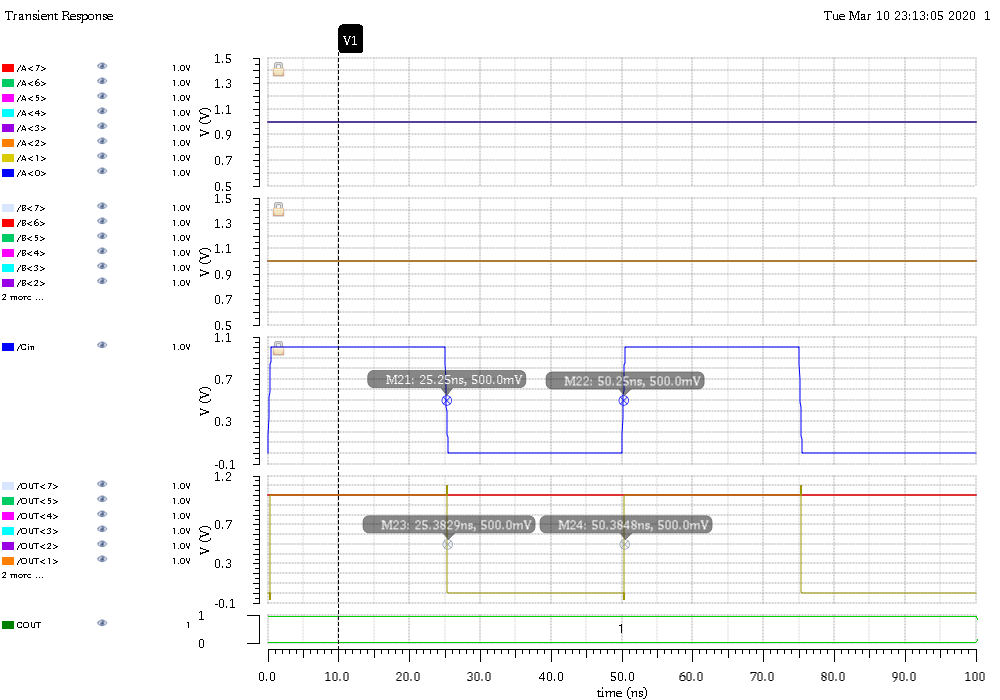 Transient Response
Tue Mar 10 23:13:05 2020 1
V1
/A<7> 1.0V
/A<6> 1.0V
/A<5> 1.0V
/A<4> 1.0V
/A<3> 1.0V
/A<2> 1.0V
/A<1> 1.0V
/A<0> 1.0V
V (V)
1.5
1.3
1.1
0.9
0.7
0.5
/B<7> 1.0V
/B<6> 1.0V
/B<5> 1.0V
/B<4> 1.0V
/B<3> 1.0V
/B<2> 1.0V
2 more ...
V (V)
1.5
1.3
1.1
0.9
0.7
0.5
/Cin 1.0V
V (V)
1.1
0.7
0.3
-0.1
M21: 25.25ns, 500.0mV
M22: 50.25ns, 500.0mV
/OUT<7> 1.0V
/OUT<5> 1.0V
/OUT<4> 1.0V
/OUT<3> 1.0V
/OUT<2> 1.0V
/OUT<1> 1.0V
2 more ...
V (V)
1.2
0.7
0.3
-0.1
M23: 25.3829ns, 500.0mV
M24: 50.3848ns, 500.0mV
COUT 1
1
0
1
0.0 10.0 20.0 30.0 40.0 50.0 60.0 70.0 80.0 90.0 100
time (ns)